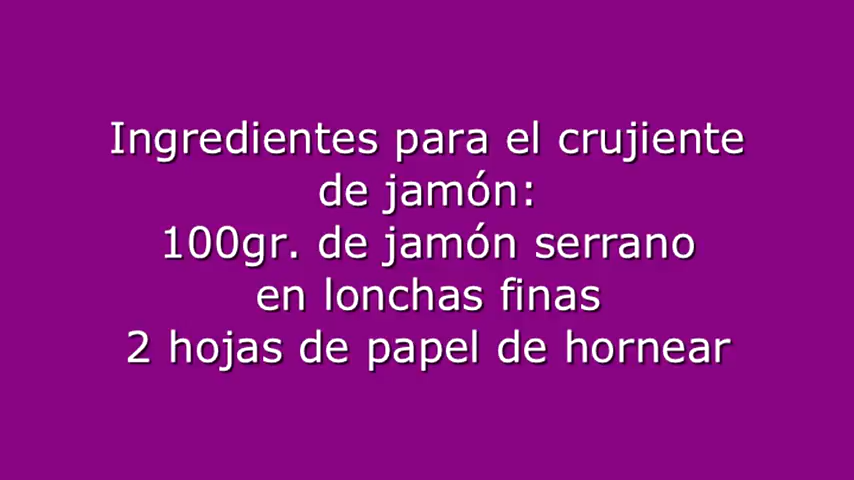 Ingredientes para el crujiente
de jamón:
100gr. de jamón serrano
en lonchas finas
2 hojas de papel de hornear